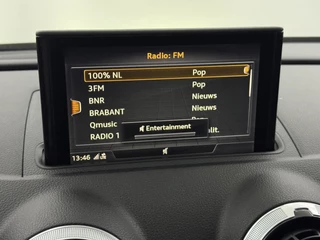 Radio: FM
100% NL Pop
3FM Pop
BNR Nieuws
BRABANT Nieuws
Qmusic
Entertainment
RADIO 1
13:46